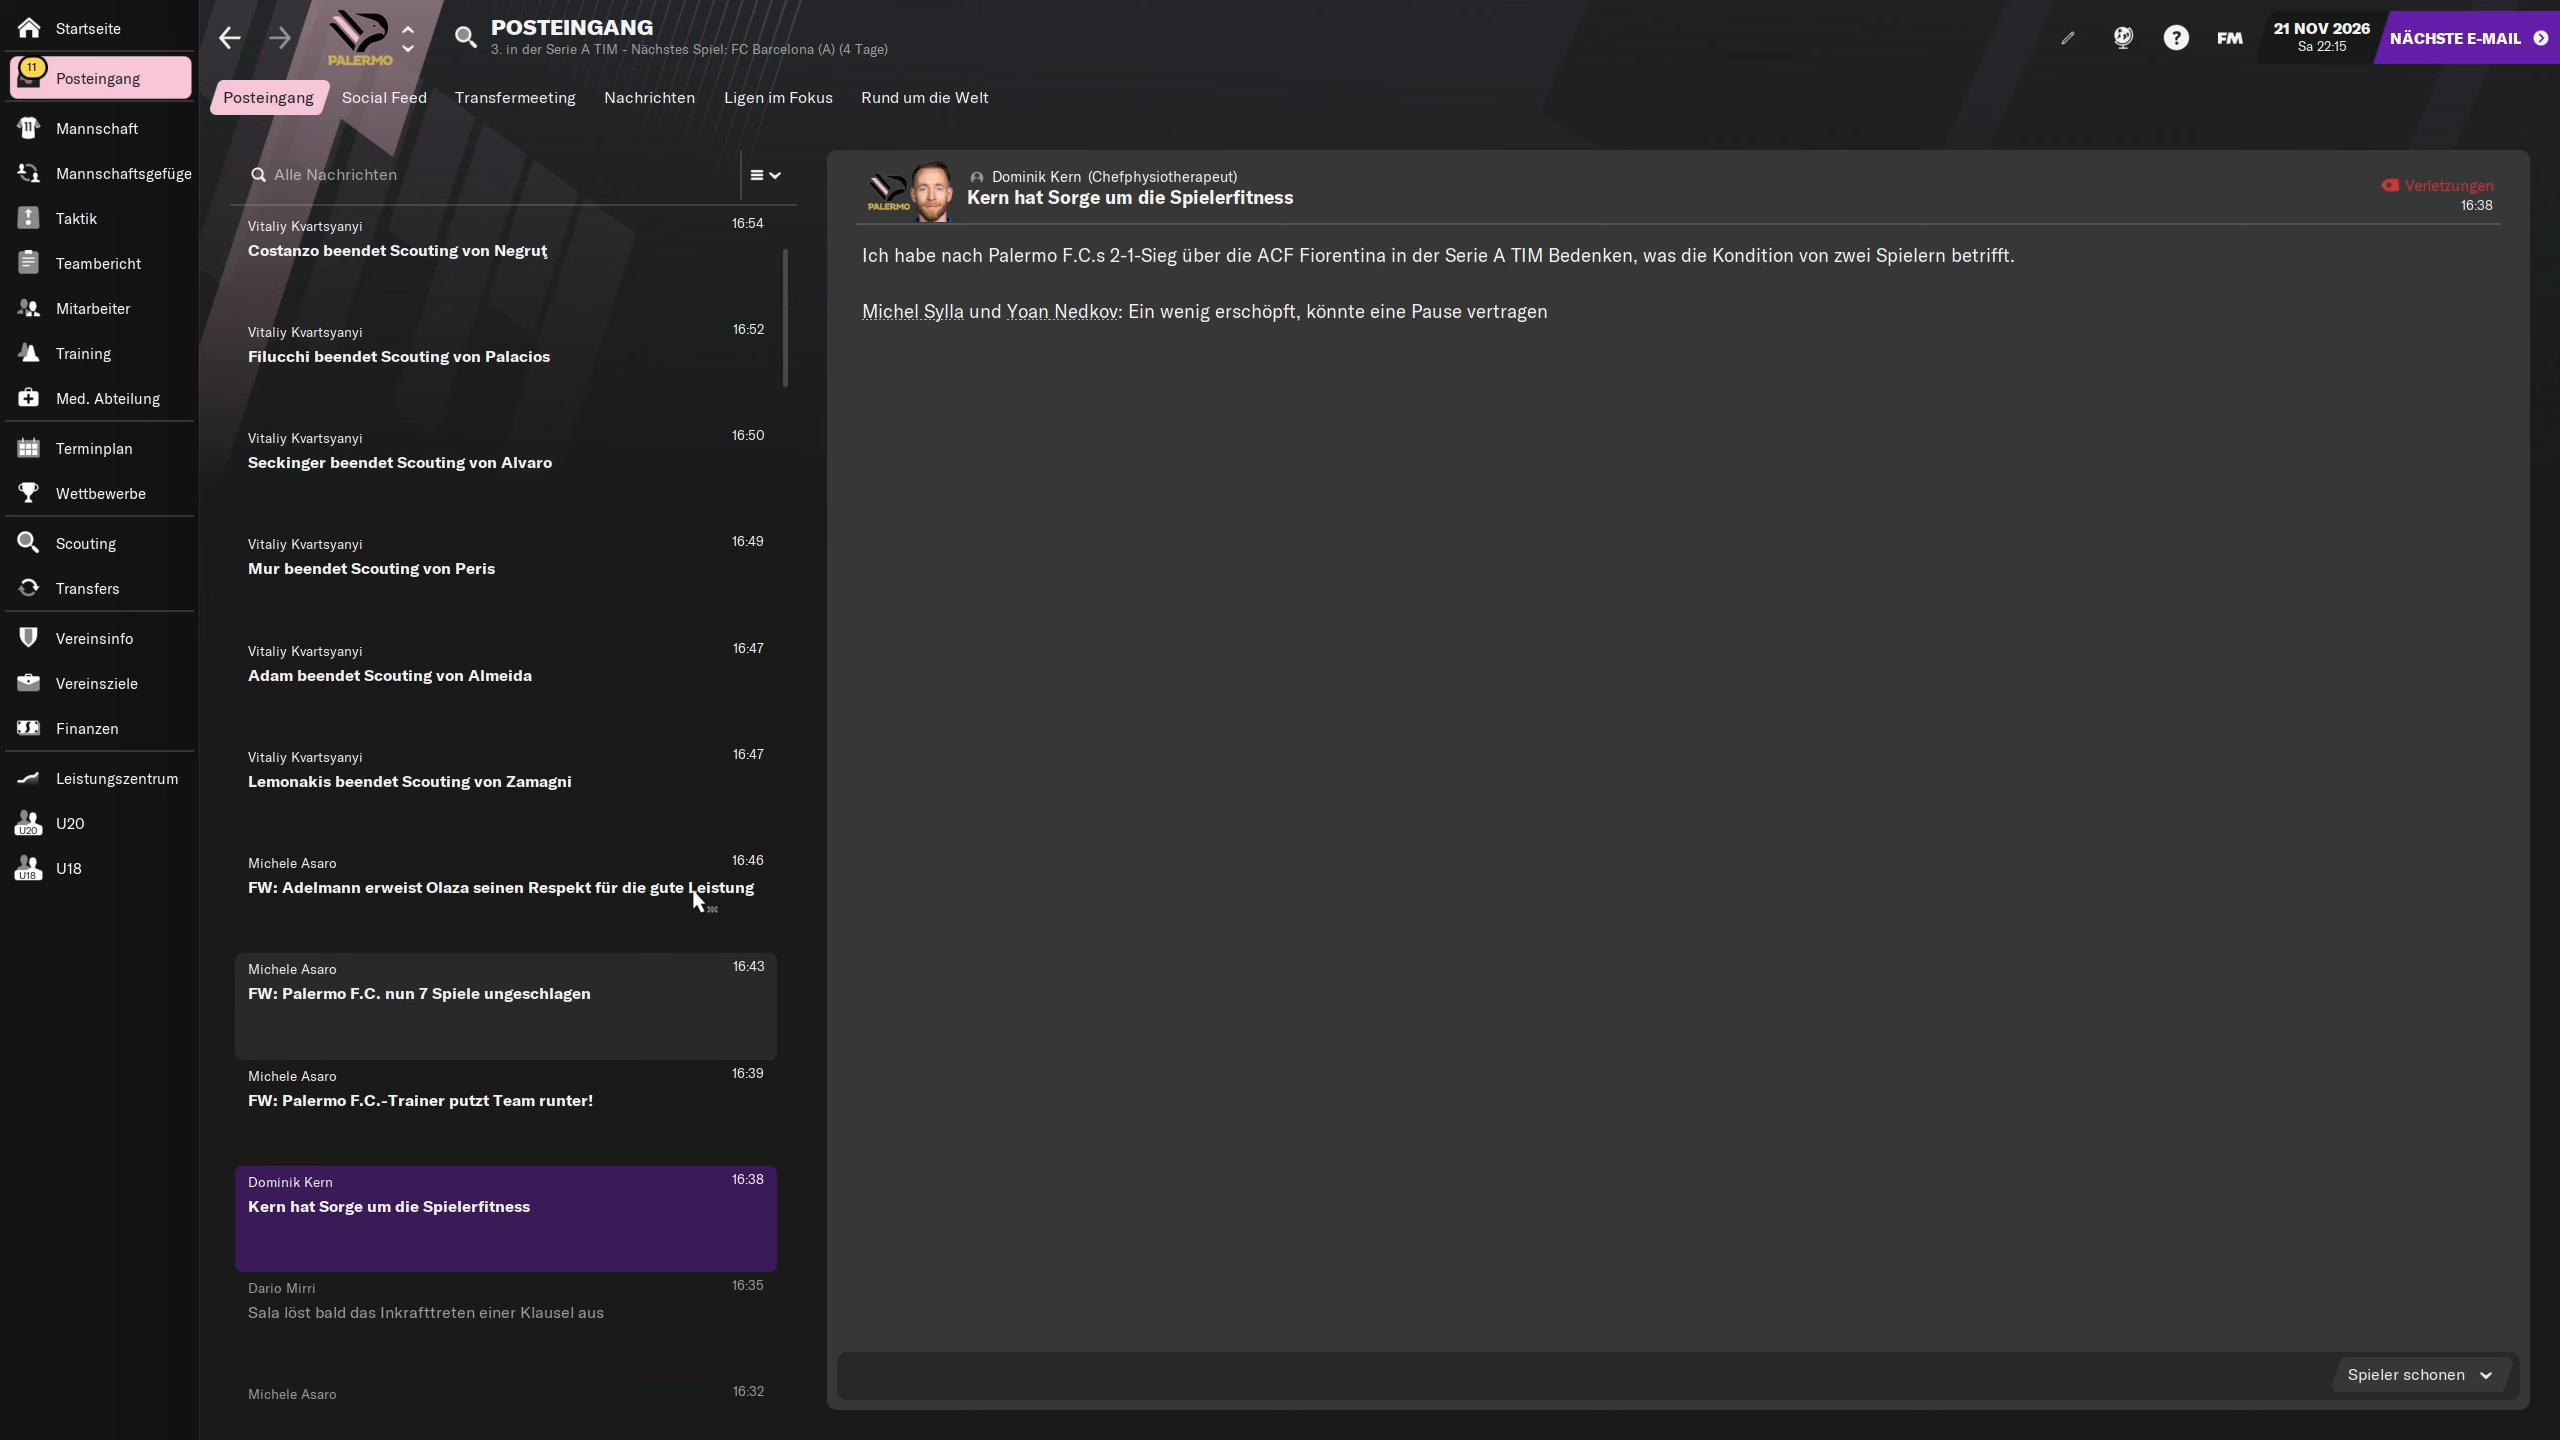 Startseite
11
Posteingang
Mannschaft
Mannschaftsgefüge
Taktik
Teambericht
Mitarbeiter
Training
Med. Abteilung
Terminplan
Wettbewerbe
Scouting
Transfers
Vereinsinfo
Vereinsziele
Finanzen
Leistungszentrum
U20
U20
U18
U18
PALERMO
POSTEINGANG
3. in der Serie A TIM - Nächstes Spiel: FC Barcelona (A) (4 Tage)
FM
21 NOV 2026
Sa 22:15
NÄCHSTE E-MAIL
Posteingang
Social Feed
Transfermeeting
Nachrichten
Ligen im Fokus
Rund um die Welt
Alle Nachrichten
Vitaliy Kvartsyanyi 16:54
Costanzo beendet Scouting von Negruț
Vitaliy Kvartsyanyi 16:52
Filucchi beendet Scouting von Palacios
Vitaliy Kvartsyanyi 16:50
Seckinger beendet Scouting von Alvaro
Vitaliy Kvartsyanyi 16:49
Mur beendet Scouting von Peris
Vitaliy Kvartsyanyi 16:47
Adam beendet Scouting von Almeida
Vitaliy Kvartsyanyi 16:47
Lemonakis beendet Scouting von Zamagni
Michele Asaro 16:46
FW: Adelmann erweist Olaza seinen Respekt für die gute Leistung
Michele Asaro 16:43
FW: Palermo F.C. nun 7 Spiele ungeschlagen
Michele Asaro 16:39
FW: Palermo F.C.-Trainer putzt Team runter!
Dominik Kern 16:38
Kern hat Sorge um die Spielerfitness
Dario Mirri 16:35
Sala löst bald das Inkrafttreten einer Klausel aus
Michele Asaro 16:32
PALERMO
Dominik Kern (Chefphysiotherapeut)
Kern hat Sorge um die Spielerfitness
Verletzungen
16:38
Ich habe nach Palermo F.C.s 2-1-Sieg über die ACF Fiorentina in der Serie A TIM Bedenken, was die Kondition von zwei Spielern betrifft.
Michel Sylla und Yoan Nedkov: Ein wenig erschöpft, könnte eine Pause vertragen
Spieler schonen